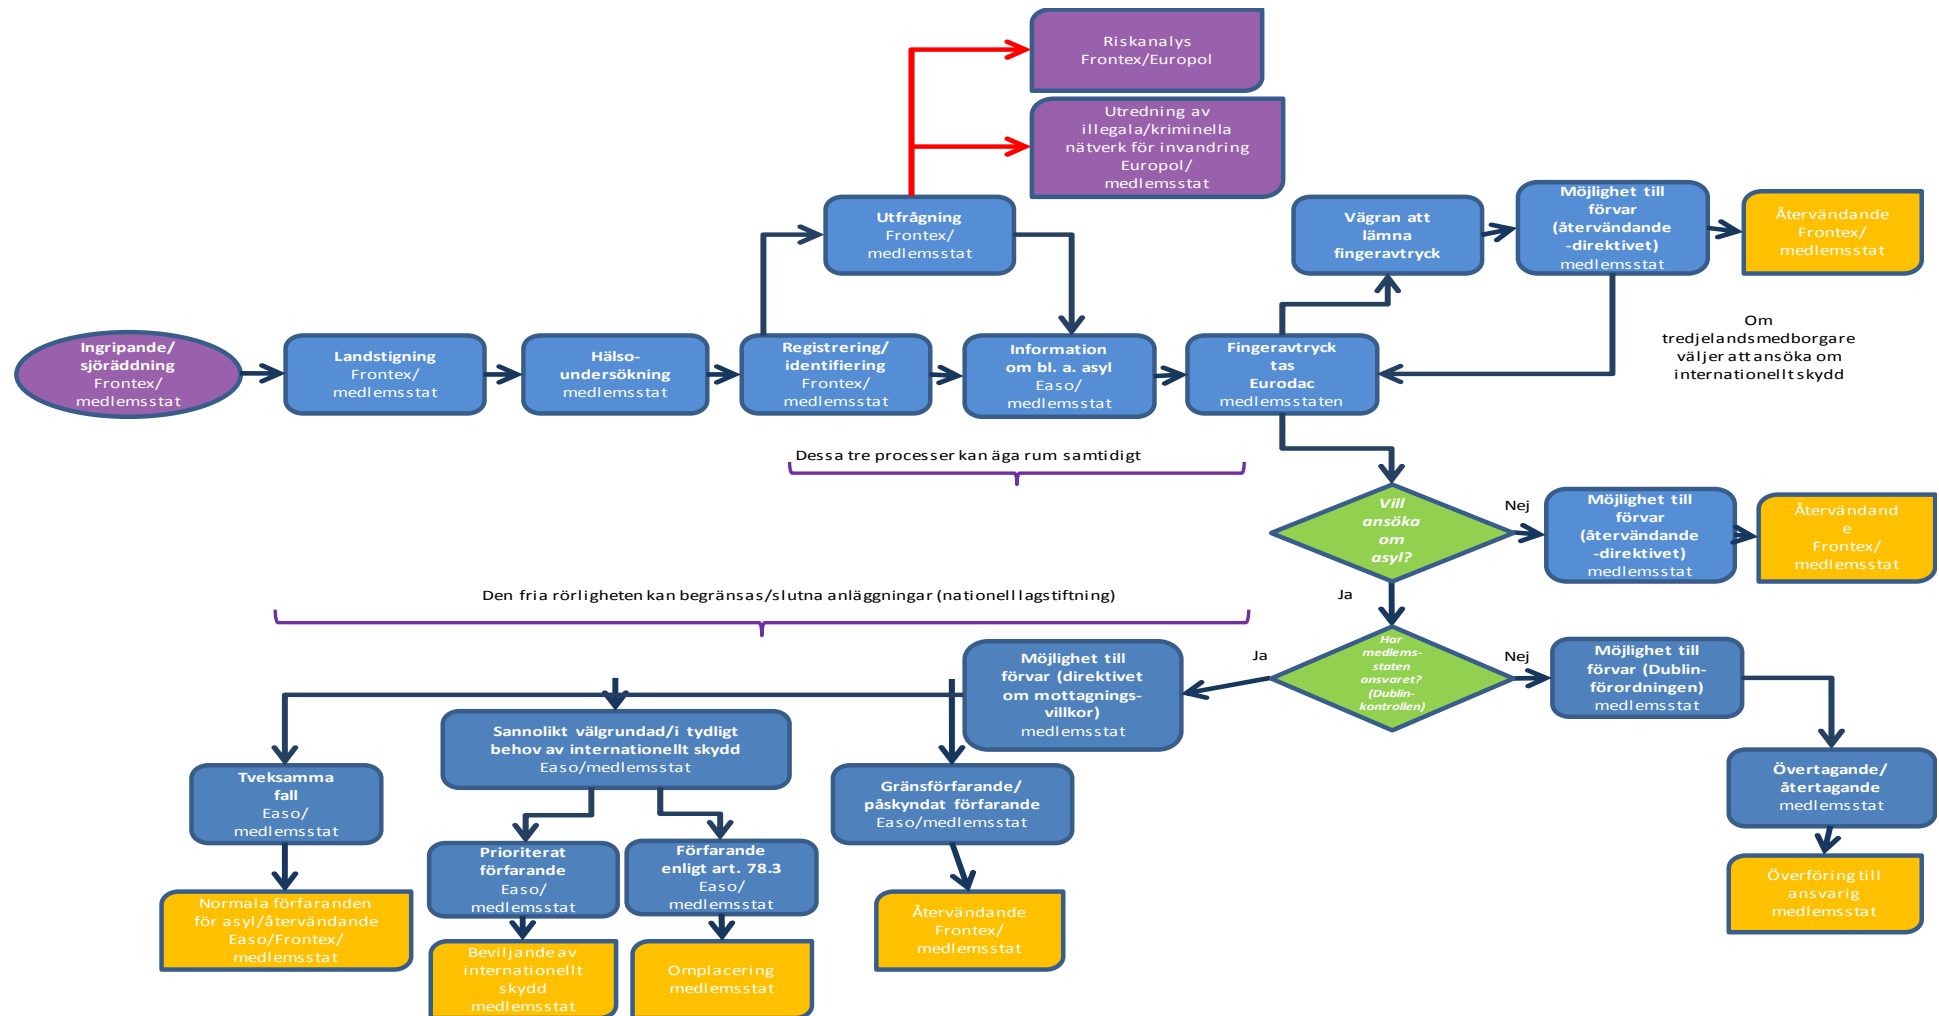 Riskanalys
Frontex/Europol
Utredning av
illegala/kriminella
nätverk för invandring
Europol/
medlemsstat
Utfrågning
Frontex/
medlemsstat
Vägran att
lämna
fingeravtryck
Möjlighet till
förvar
(återvändande
-direktivet)
medlemsstat
Återvändande
Frontex/
medlemsstat
Ingripande/
sjöräddning
Frontex/
medlemsstat
Landstigning
Frontex/
medlemsstat
Hälso-
undersökning
medlemsstat
Registrering/
identifiering
Frontex/
medlemsstat
Information
om bl. a. asyl
Easo/
medlemsstat
Fingeravtryck
tas
Eurodac
medlemsstaten
Om
tredjelandsmedborgare
väljer att ansöka om
internationellt skydd
Dessa tre processer kan äga rum samtidigt
Vill
ansöka
om
asyl?
Nej
Möjlighet till
förvar
(återvändande
-direktivet)
medlemsstat
Återvändand
e
Frontex/
medlemsstat
Ja
Den fria rörligheten kan begränsas/slutna anläggningar (nationell lagstiftning)
Har
medlems-
staten
ansvaret?
(Dublin-
kontrollen)
Ja
Nej
Möjlighet till
förvar (direktivet
om mottagnings-
villkor)
medlemsstat
Möjlighet till
förvar (Dublin-
förordningen)
medlemsstat
Sannolikt välgrundad/i tydligt
behov av internationellt skydd
Easo/medlemsstat
Tveksamma
fall
Easo/
medlemsstat
Gränsförfarande/
påskyndat förfarande
Easo/medlemsstat
Övertagande/
återtagande
medlemsstat
Prioriterat
förfarande
Easo/
medlemsstat
Förfarande
enligt art. 78.3
Easo/
medlemsstat
Normala förfaranden
för asyl/återvändande
Easo/Frontex/
medlemsstat
Beviljande av
internationellt
skydd
medlemsstat
Omplacering
medlemsstat
Återvändande
Frontex/
medlemsstat
Överföring till
ansvarig
medlemsstat